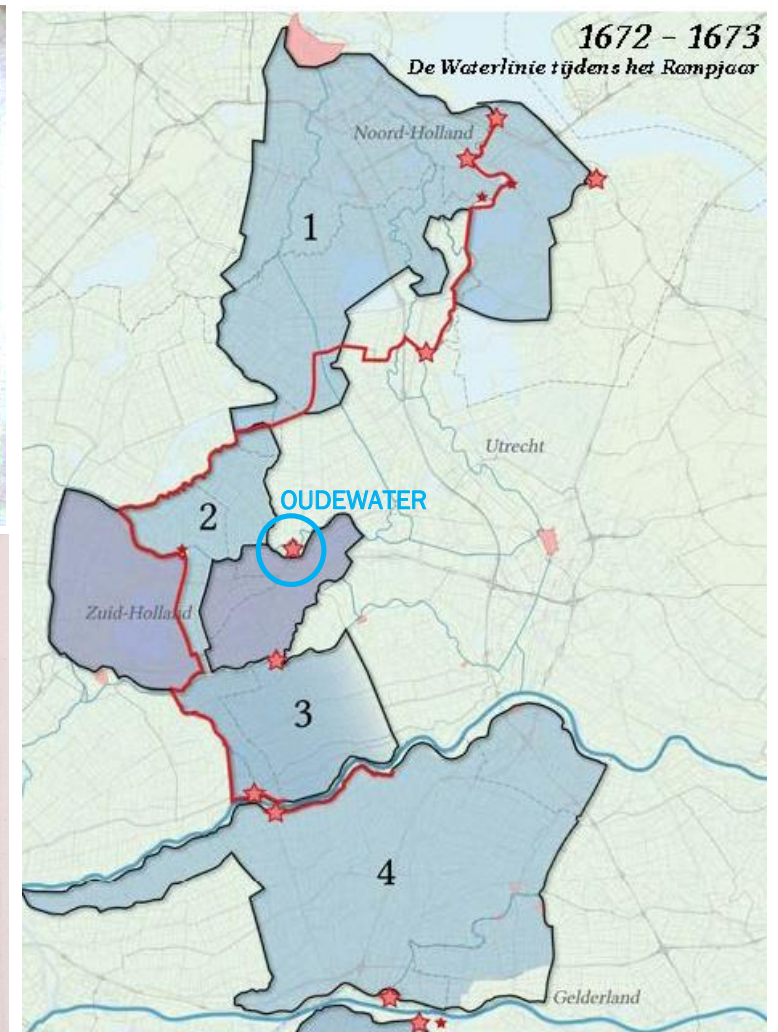 1672 - 1673
De Waterlinie tijdens het Rampjaar
Noord-Holland
1
Utrecht
OUDEWATER
2
Zuid-Holland
3
4
Gelderland